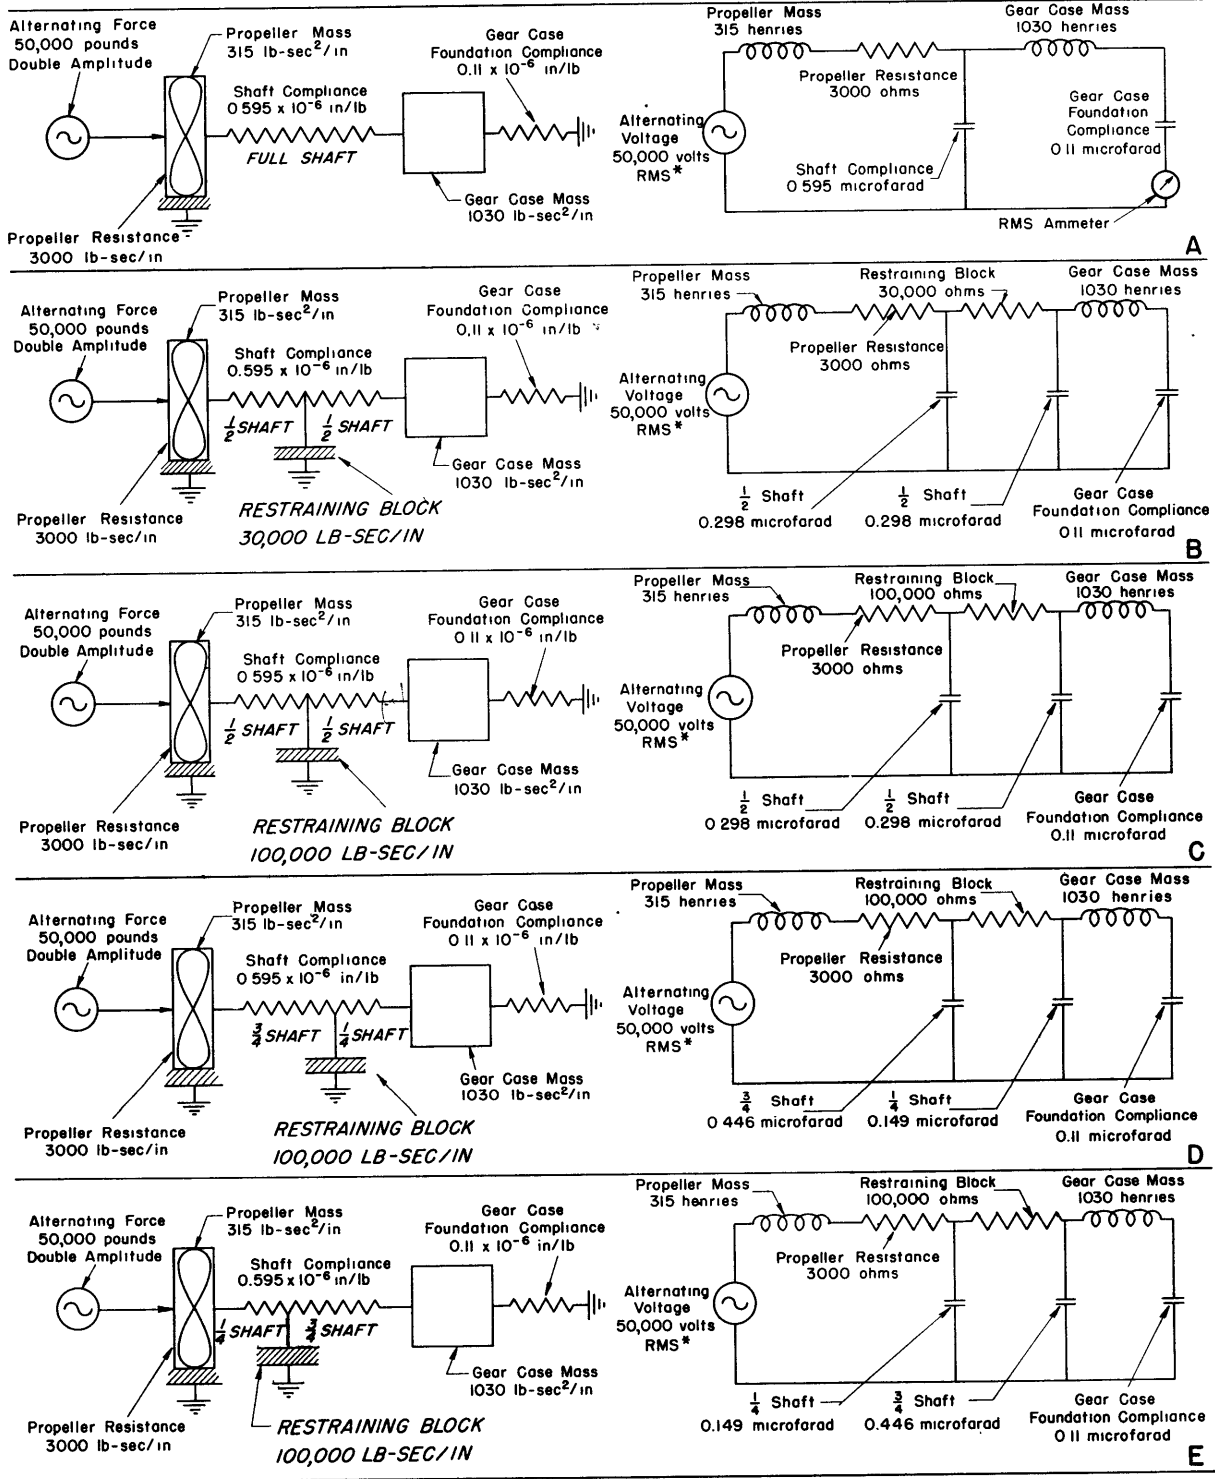 Alternating Force
50,000 pounds
Double Amplitude
Propeller Mass
315 lb-sec²/in
Shaft Compliance
0.595 x 10⁻⁶ in/lb
FULL SHAFT
Gear Case
Foundation Compliance
0.11 x 10⁻⁶ in/lb
Gear Case Mass
1030 lb-sec²/in
Propeller Resistance
3000 lb-sec/in
Propeller Mass
315 henries
Propeller Resistance
3000 ohms
Gear Case Mass
1030 henries
Alternating
Voltage
50,000 volts
RMS*
Shaft Compliance
0 595 microfarad
Gear Case
Foundation
Compliance
0 11 microfarad
RMS Ammeter
A
Alternating Force
50,000 pounds
Double Amplitude
Propeller Mass
315 lb-sec²/in
Shaft Compliance
0.595 x 10⁻⁶ in/lb
1/2 SHAFT
1/2 SHAFT
Gear Case
Foundation Compliance
0.11 x 10⁻⁶ in/lb
Gear Case Mass
1030 lb-sec²/in
Propeller Resistance
3000 lb-sec/in
RESTRAINING BLOCK
30,000 LB-SEC/IN
Propeller Mass
315 henries
Restraining Block
30,000 ohms
Gear Case Mass
1030 henries
Propeller Resistance
3000 ohms
Alternating
Voltage
50,000 volts
RMS*
1/2 Shaft
0.298 microfarad
1/2 Shaft
0.298 microfarad
Gear Case
Foundation Compliance
0 11 microfarad
B
Alternating Force
50,000 pounds
Double Amplitude
Propeller Mass
315 lb-sec²/in
Shaft Compliance
0 595 x 10⁻⁶ in/lb
1/2 SHAFT
1/2 SHAFT
Gear Case
Foundation Compliance
0 11 x 10⁻⁶ in/lb
Gear Case Mass
1030 lb-sec²/in
Propeller Resistance
3000 lb-sec/in
RESTRAINING BLOCK
100,000 LB-SEC/IN
Propeller Mass
315 henries
Restraining Block
100,000 ohms
Gear Case Mass
1030 henries
Propeller Resistance
3000 ohms
Alternating
Voltage
50,000 volts
RMS*
1/2 Shaft
0 298 microfarad
1/2 Shaft
0.298 microfarad
Gear Case
Foundation Compliance
0.11 microfarad
C
Alternating Force
50,000 pounds
Double Amplitude
Propeller Mass
315 lb-sec²/in
Shaft Compliance
0 595 x 10⁻⁶ in/lb
3/4 SHAFT
1/4 SHAFT
Gear Case
Foundation Compliance
0 11 x 10⁻⁶ in/lb
Gear Case Mass
1030 lb-sec²/in
Propeller Resistance
3000 lb-sec/in
RESTRAINING BLOCK
100,000 LB-SEC/IN
Propeller Mass
315 henries
Restraining Block
100,000 ohms
Gear Case Mass
1030 henries
Propeller Resistance
3000 ohms
Alternating
Voltage
50,000 volts
RMS*
3/4 Shaft
0 446 microfarad
1/4 Shaft
0.149 microfarad
Gear Case
Foundation Compliance
0.11 microfarad
D
Alternating Force
50,000 pounds
Double Amplitude
Propeller Mass
315 lb-sec²/in
Shaft Compliance
0.595 x 10⁻⁶ in/lb
1/4 SHAFT
3/4 SHAFT
Gear Case
Foundation Compliance
0.11 x 10⁻⁶ in/lb
Gear Case Mass
1030 lb-sec²/in
Propeller Resistance
3000 lb-sec/in
RESTRAINING BLOCK
100,000 LB-SEC/IN
Propeller Mass
315 henries
Restraining Block
100,000 ohms
Gear Case Mass
1030 henries
Propeller Resistance
3000 ohms
Alternating
Voltage
50,000 volts
RMS*
1/4 Shaft
0.149 microfarad
3/4 Shaft
0.446 microfarad
Gear Case
Foundation Compliance
0 11 microfarad
E